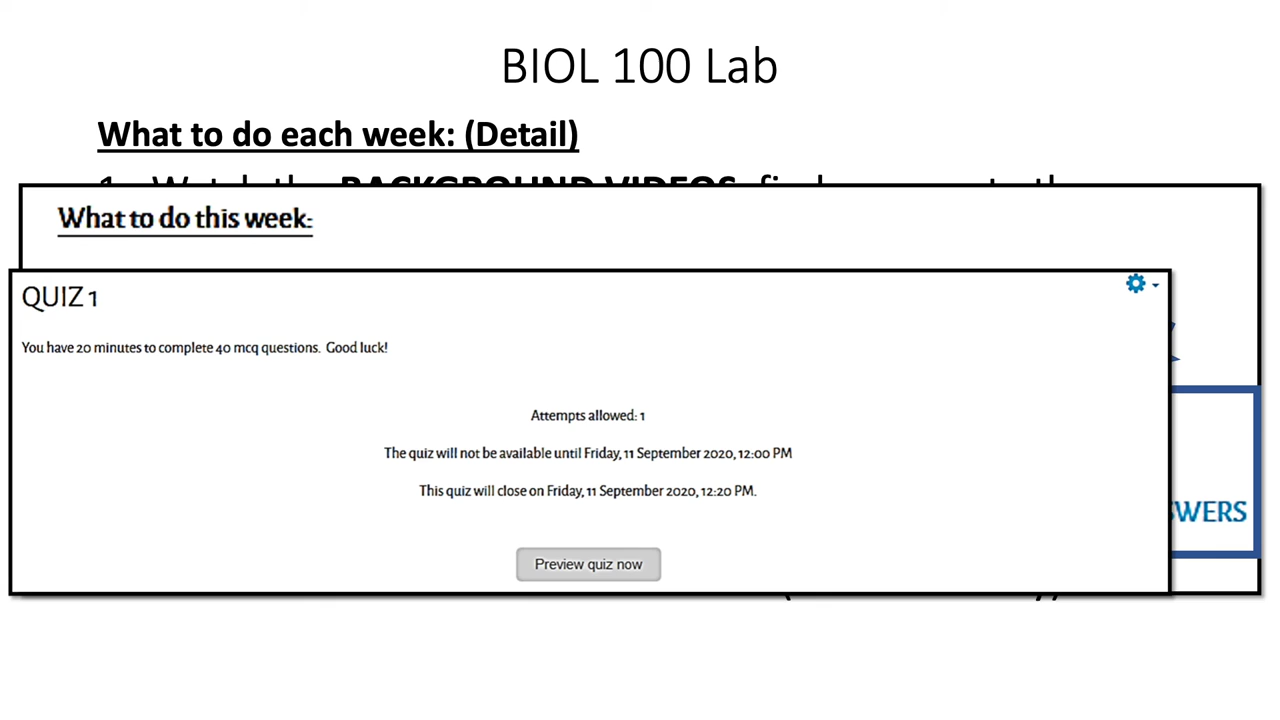 BIOL 100 Lab
What to do each week: (Detail)
BACKGROUND VIDEOS
What to do this week:
QUIZ 1
You have 20 minutes to complete 40 mcq questions. Good luck!
Attempts allowed: 1
The quiz will not be available until Friday, 11 September 2020, 12:00 PM
This quiz will close on Friday, 11 September 2020, 12:20 PM.
SWERS
Preview quiz now